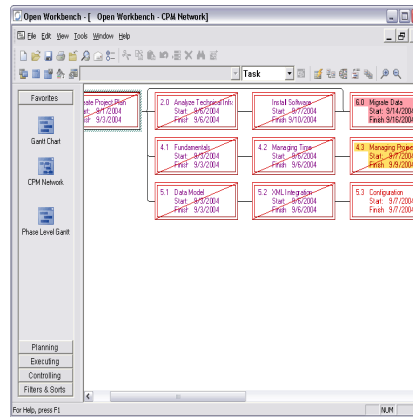 Open Workbench - [ Open Workbench - CPM Network]
File Edit View Tools Window Help
Task
Favorites
Gantt Chart
CPM Network
Phase Level Gantt
Planning
Executing
Controlling
Filters & Sorts
Project Plan
9/1/2004
9/3/2004
2.0 Analyze Technical
Start 9/6/2004
Finish 9/6/2004
Install Software
Start 9/7/2004
Finish 9/10/2004
6.0 Migrate Data
Start: 9/14/2004
Finish: 9/16/2004
4.1 Fundamentals
Start 9/3/2004
Finish 9/3/2004
4.2 Managing Time
Start 9/6/2004
Finish 9/6/2004
4.3 Managing
Start: 9/7/2004
Finish: 9/9/2004
5.1 Data Model
Start 9/3/2004
Finish 9/3/2004
5.2 XML Integration
Start 9/6/2004
Finish 9/6/2004
5.3 Configuration
Start: 9/7/200
Finish: 9/7/200
For Help, press F1
NUM